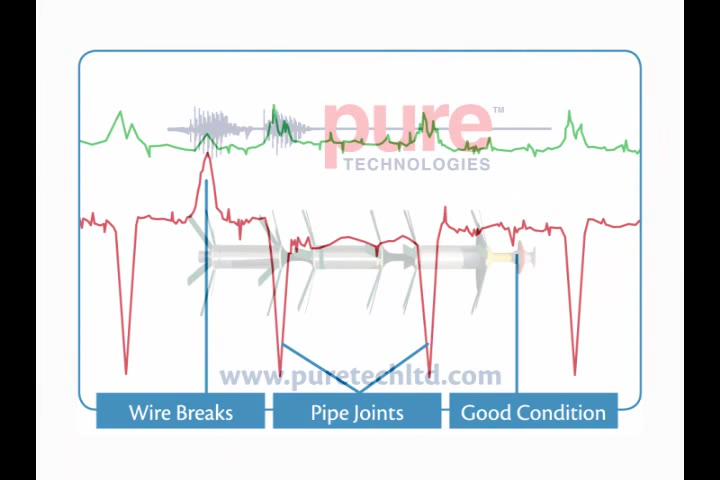 pure™
TECHNOLOGIES
www.puretechltd.com
Wire Breaks
Pipe Joints
Good Condition